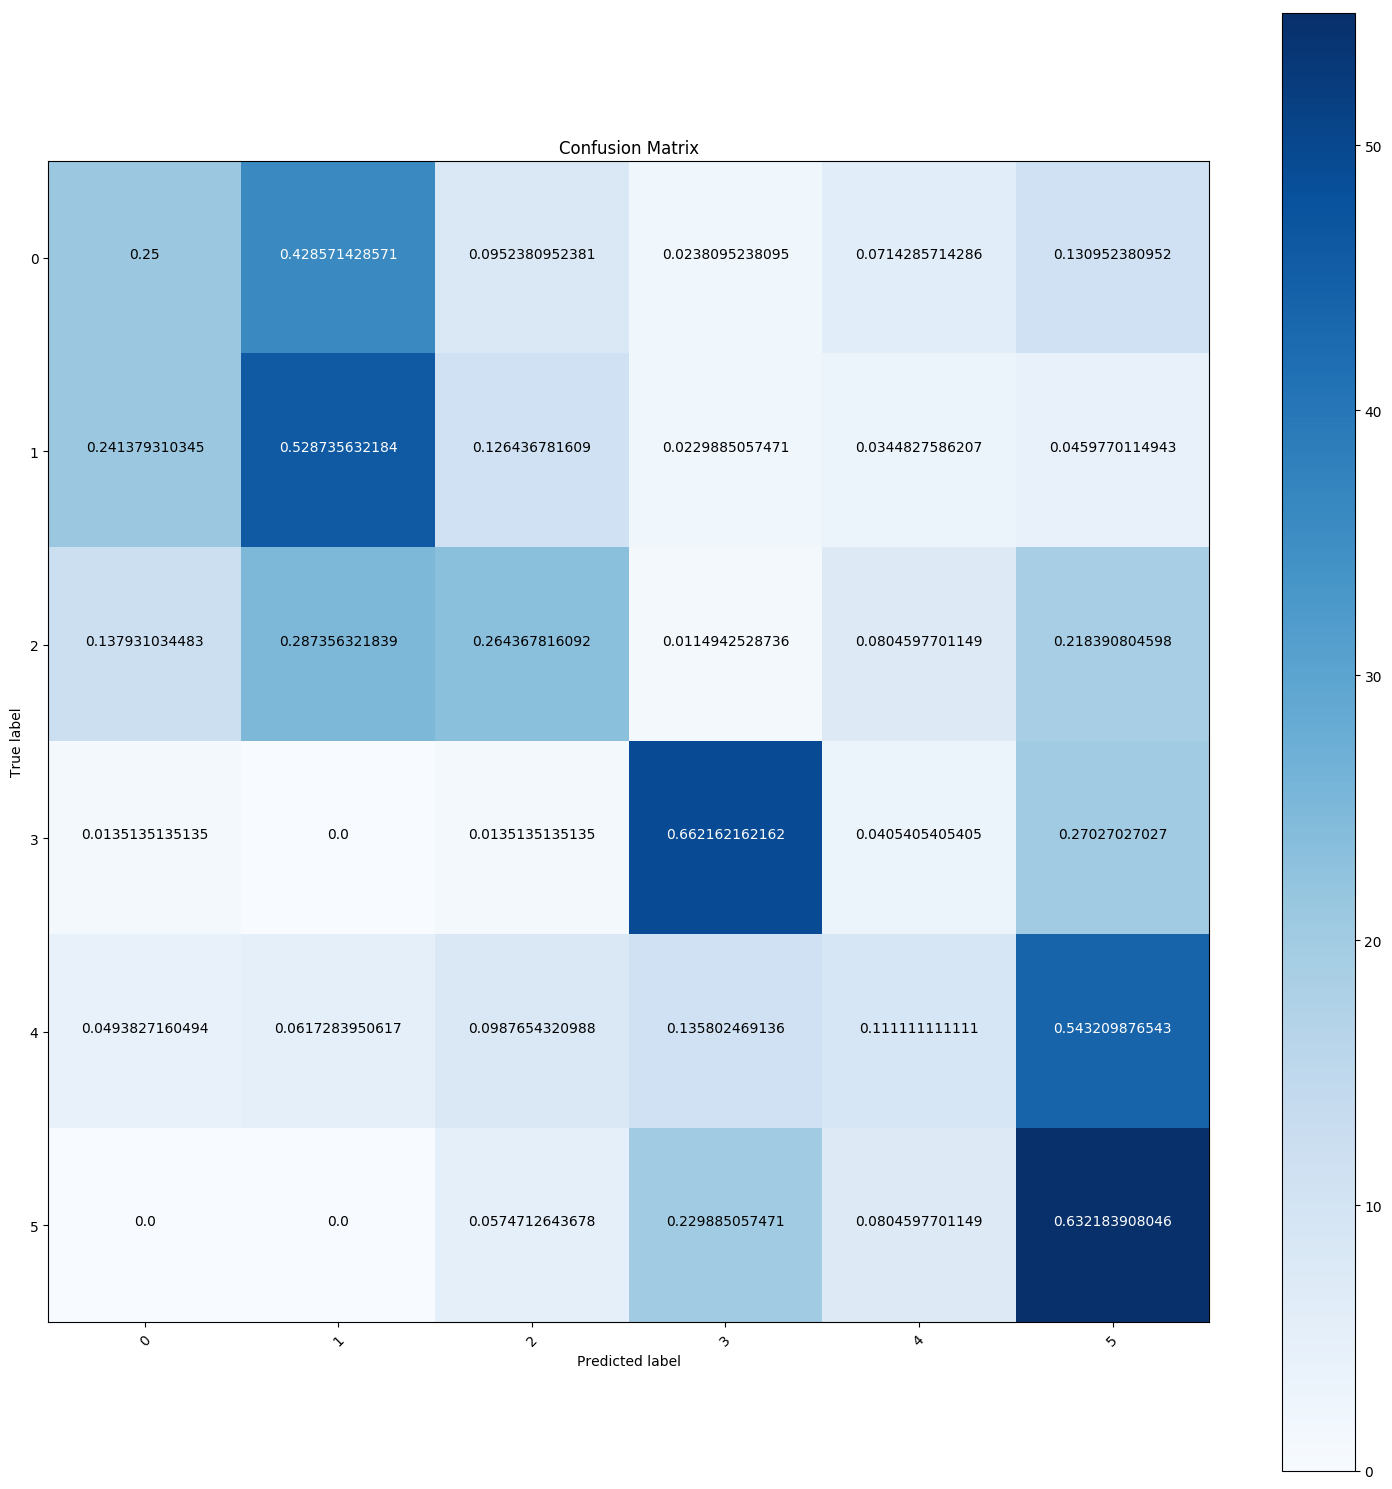 Confusion Matrix
0 0.25 0.428571428571 0.0952380952381 0.0238095238095 0.0714285714286 0.130952380952
1 0.241379310345 0.528735632184 0.126436781609 0.0229885057471 0.0344827586207 0.0459770114943
2 0.137931034483 0.287356321839 0.264367816092 0.0114942528736 0.0804597701149 0.218390804598
3 0.0135135135135 0.0 0.0135135135135 0.662162162162 0.0405405405405 0.27027027027
4 0.0493827160494 0.0617283950617 0.0987654320988 0.135802469136 0.111111111111 0.543209876543
5 0.0 0.0 0.0574712643678 0.229885057471 0.0804597701149 0.632183908046
True label
0 1 2 3 4 5
Predicted label
50
40
30
20
10
0